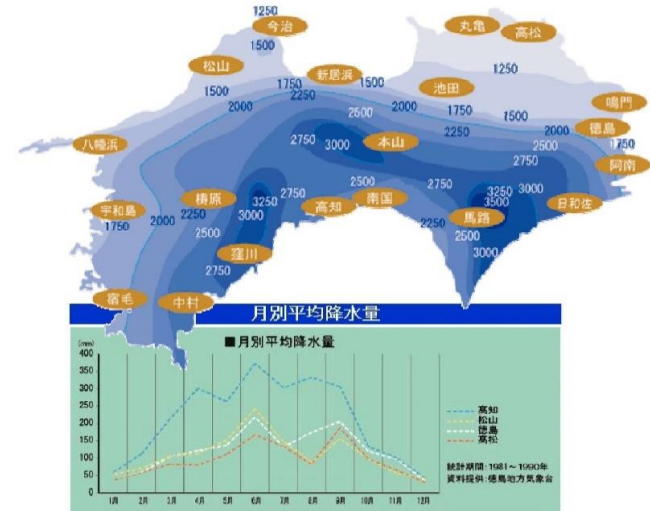 1250
今治
1500
丸亀
高松
松山
1250
1750
新居浜
1500
池田
1500
2250
2000
2000
1750
1500
鳴門
2500
2250
2000
徳島
2750
3000
本山
2500
1750
八幡浜
2750
阿南
梼原
3250
2750
2500
2750
3250
3000
宇和島
2000
2250
3000
高知
南国
3500
日和佐
1750
2500
2250
馬路
窪川
2500
2750
3000
宿毛
中村
月別平均降水量
■月別平均降水量
(mm)
400
350
300
250
200
150
100
50
0
1月 2月 3月 4月 5月 6月 7月 8月 9月 10月 11月 12月
高知
松山
徳島
高松
統計期間:1981~1990年
資料提供:徳島地方気象台